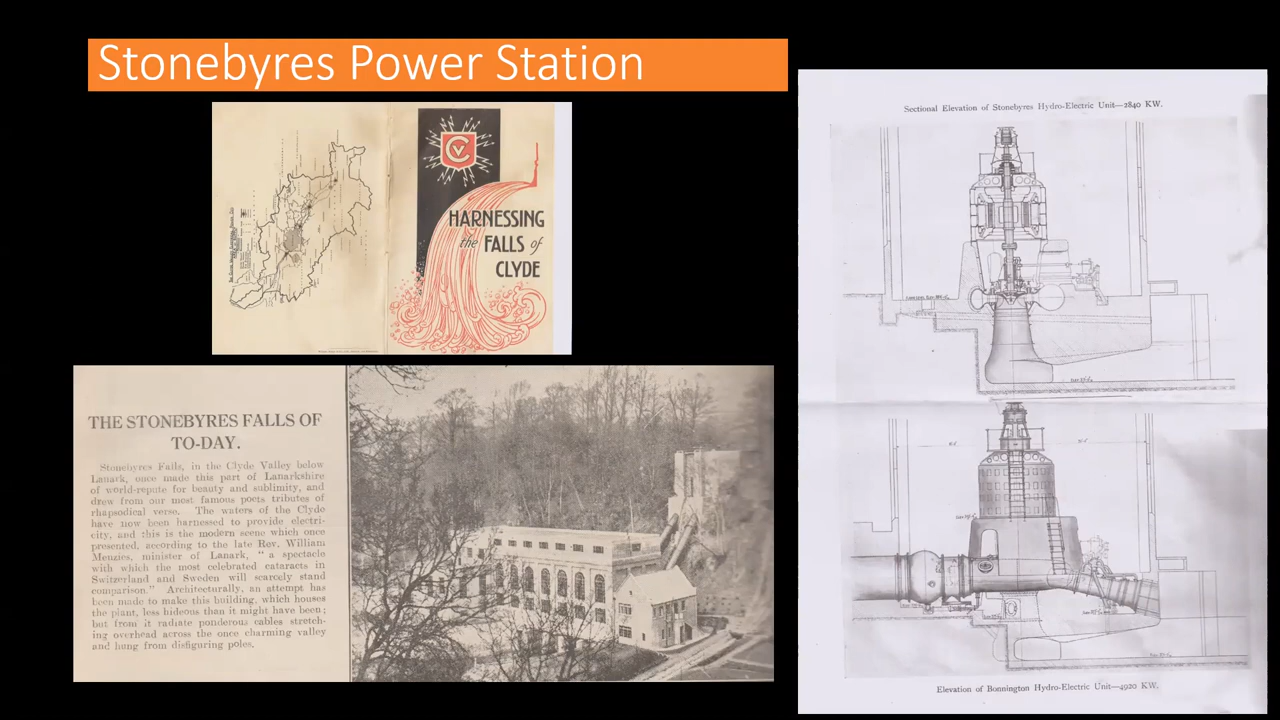 Stonebyres Power Station
CV
HARNESSING
the FALLS of
CLYDE
THE STONEBYRES FALLS OF
TO-DAY.
Stonebyres Falls, in the Clyde Valley below
Lanark, once made this part of Lanarkshire
of world-repute for beauty and sublimity, and
drew from our most famous poets tributes of
rhapsodical verse. The waters of the Clyde
have now been harnessed to provide electri-
city, and this is the modern scene which once
presented, according to the late Rev. William
Menzies, minister of Lanark, " a spectacle
with which the most celebrated cataracts in
Switzerland and Sweden will scarcely stand
comparison." Architecturally, an attempt has
been made to make this building, which houses
the plant, less hideous than it might have been;
but from it radiate ponderous cables stretch-
ing overhead across the once charming valley
and hung from disfiguring poles.
Sectional Elevation of Stonebyres Hydro-Electric Unit—2840 KW.
Elevation of Bonnington Hydro-Electric Unit—4920 KW.